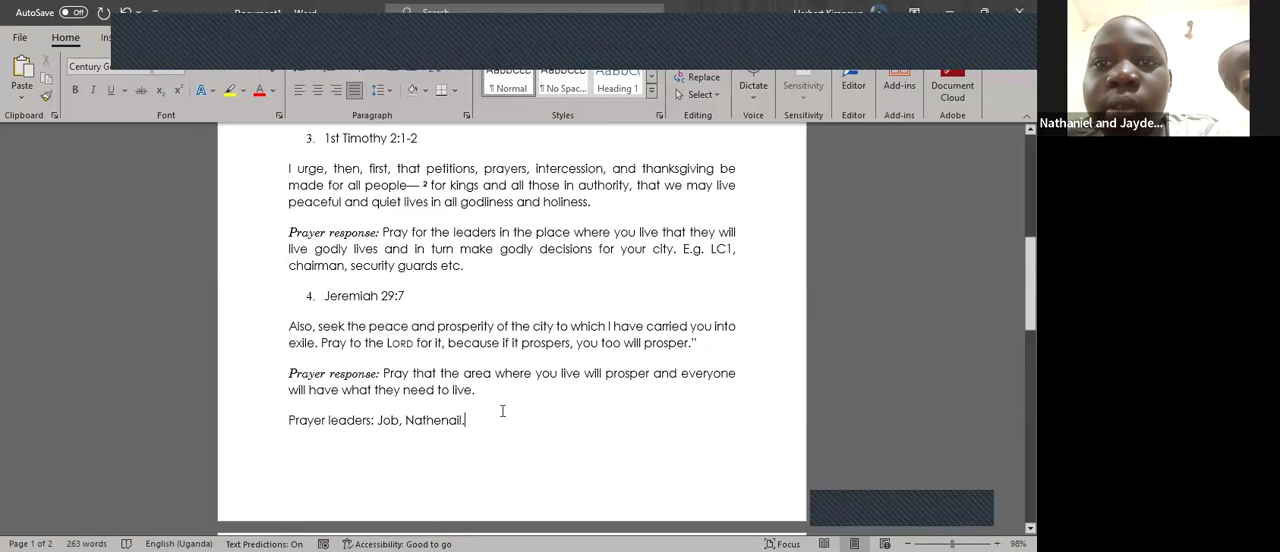 AutoSave Off Document1 - Word Search Herbert Kirangwa
File Home Ins
Century G
Paste B I U A A Replace Select Dictate Sensitivity Editor Add-ins Document Cloud
AaBbCcL AaBbCcL AaBbCcL
¶ Normal ¶ No Spac... Heading 1
Clipboard Font Paragraph Styles Editing Voice Sensitivity Editor Add-ins Adobe
Nathaniel and Jayde...
3. 1st Timothy 2:1-2
I urge, then, first, that petitions, prayers, intercession, and thanksgiving be
made for all people— ² for kings and all those in authority, that we may live
peaceful and quiet lives in all godliness and holiness.
Prayer response: Pray for the leaders in the place where you live that they will
live godly lives and in turn make godly decisions for your city. E.g. LC1,
chairman, security guards etc.
4. Jeremiah 29:7
Also, seek the peace and prosperity of the city to which I have carried you into
exile. Pray to the LORD for it, because if it prospers, you too will prosper.”
Prayer response: Pray that the area where you live will prosper and everyone
will have what they need to live.
Prayer leaders: Job, Nathenail.
Page 1 of 2 263 words English (Uganda) Text Predictions: On Accessibility: Good to go Focus 98%